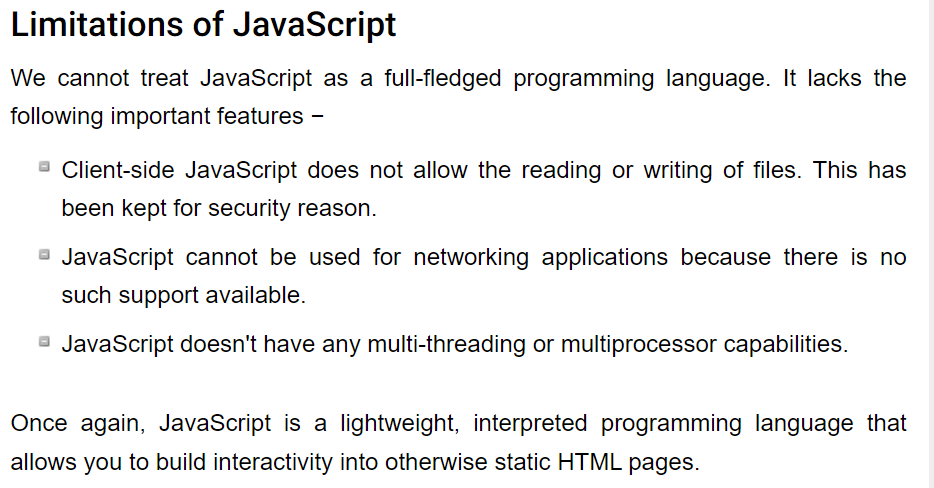 Limitations of JavaScript
We cannot treat JavaScript as a full-fledged programming language. It lacks the
following important features −
Client-side JavaScript does not allow the reading or writing of files. This has
been kept for security reason.
JavaScript cannot be used for networking applications because there is no
such support available.
JavaScript doesn't have any multi-threading or multiprocessor capabilities.
Once again, JavaScript is a lightweight, interpreted programming language that
allows you to build interactivity into otherwise static HTML pages.